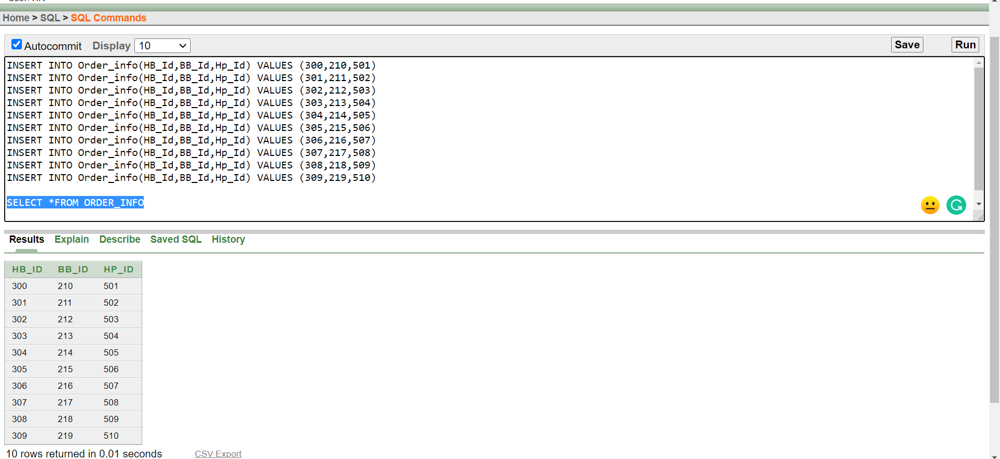 User: HR
Home > SQL > SQL Commands
Autocommit Display 10 Save Run
INSERT INTO Order_info(HB_Id,BB_Id,Hp_Id) VALUES (300,210,501)
INSERT INTO Order_info(HB_Id,BB_Id,Hp_Id) VALUES (301,211,502)
INSERT INTO Order_info(HB_Id,BB_Id,Hp_Id) VALUES (302,212,503)
INSERT INTO Order_info(HB_Id,BB_Id,Hp_Id) VALUES (303,213,504)
INSERT INTO Order_info(HB_Id,BB_Id,Hp_Id) VALUES (304,214,505)
INSERT INTO Order_info(HB_Id,BB_Id,Hp_Id) VALUES (305,215,506)
INSERT INTO Order_info(HB_Id,BB_Id,Hp_Id) VALUES (306,216,507)
INSERT INTO Order_info(HB_Id,BB_Id,Hp_Id) VALUES (307,217,508)
INSERT INTO Order_info(HB_Id,BB_Id,Hp_Id) VALUES (308,218,509)
INSERT INTO Order_info(HB_Id,BB_Id,Hp_Id) VALUES (309,219,510)
SELECT *FROM ORDER_INFO
Results Explain Describe Saved SQL History
HB_ID BB_ID HP_ID
300 210 501
301 211 502
302 212 503
303 213 504
304 214 505
305 215 506
306 216 507
307 217 508
308 218 509
309 219 510
10 rows returned in 0.01 seconds CSV Export